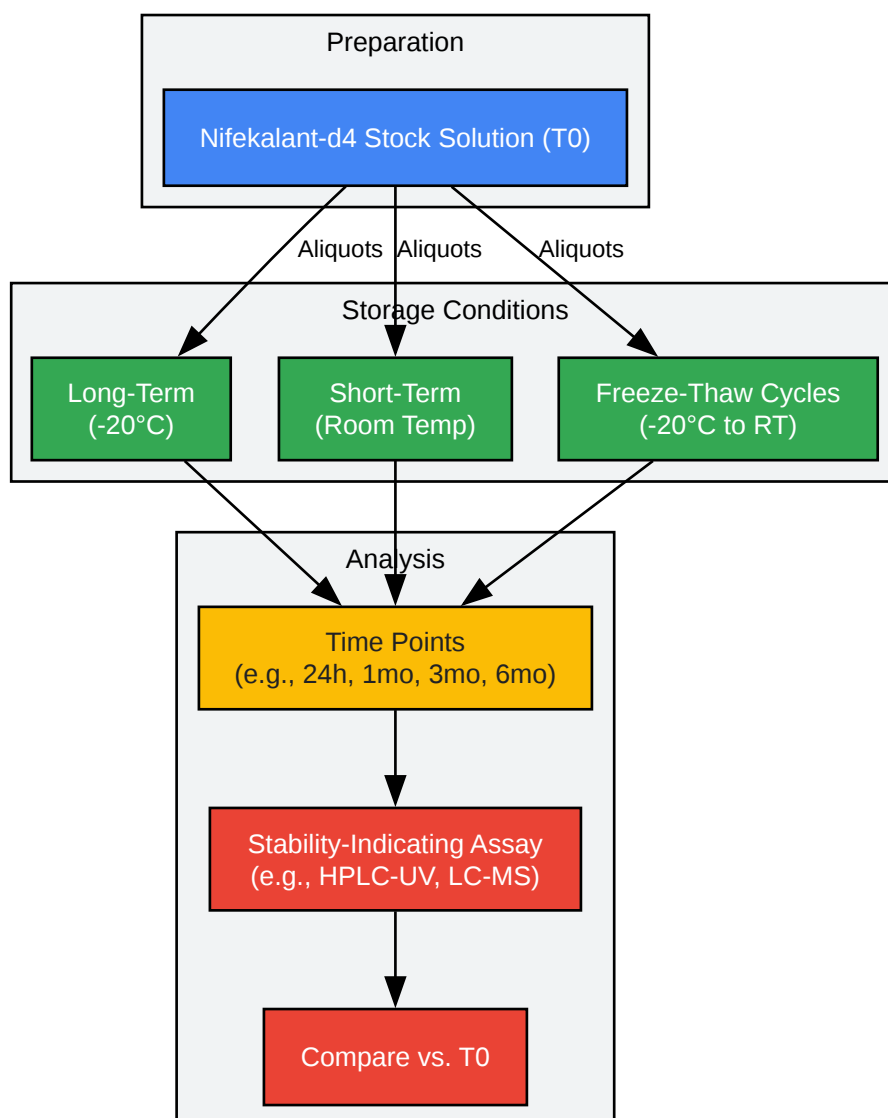 Preparation
Nifekalant-d4 Stock Solution (T0)
Aliquots
Aliquots
Aliquots
Storage Conditions
Long-Term
(-20°C)
Short-Term
(Room Temp)
Freeze-Thaw Cycles
(-20°C to RT)
Analysis
Time Points
(e.g., 24h, 1mo, 3mo, 6mo)
Stability-Indicating Assay
(e.g., HPLC-UV, LC-MS)
Compare vs. T0